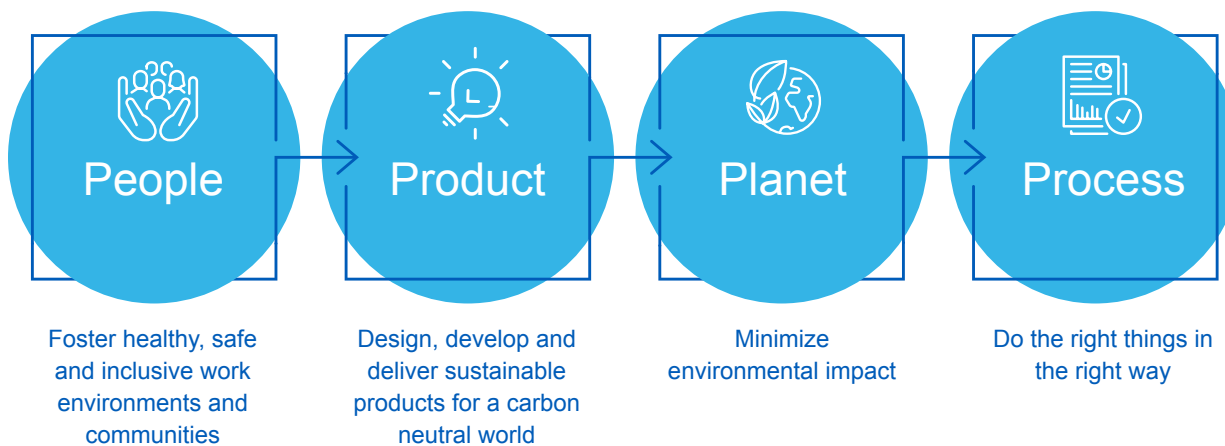 People
Foster healthy, safe
and inclusive work
environments and
communities
Product
Design, develop and
deliver sustainable
products for a carbon
neutral world
Planet
Minimize
environmental impact
Process
Do the right things in
the right way